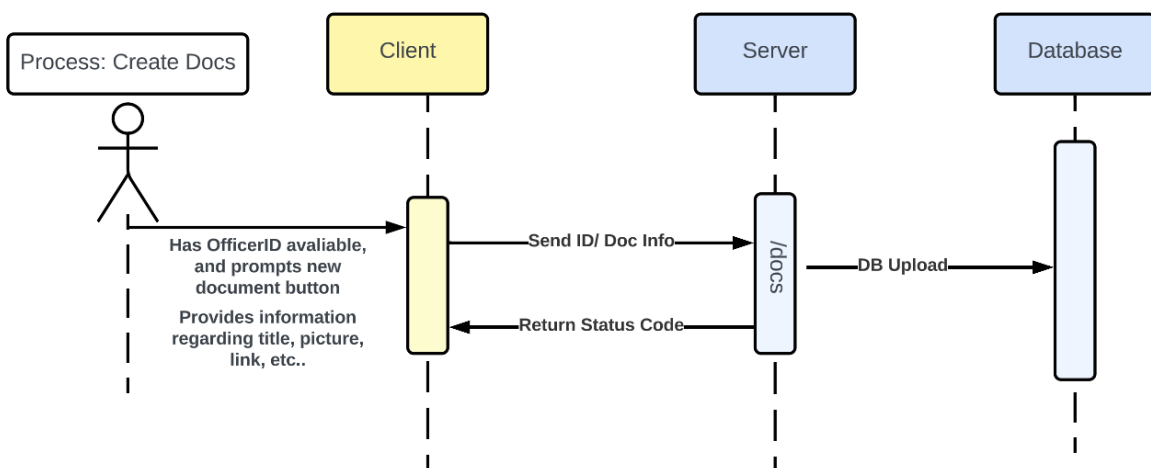 Process: Create Docs
Client
Server
Database
Has OfficerID avaliable,
and prompts new
document button
Provides information
regarding title, picture,
link, etc..
Send ID/ Doc Info
/docs
DB Upload
Return Status Code